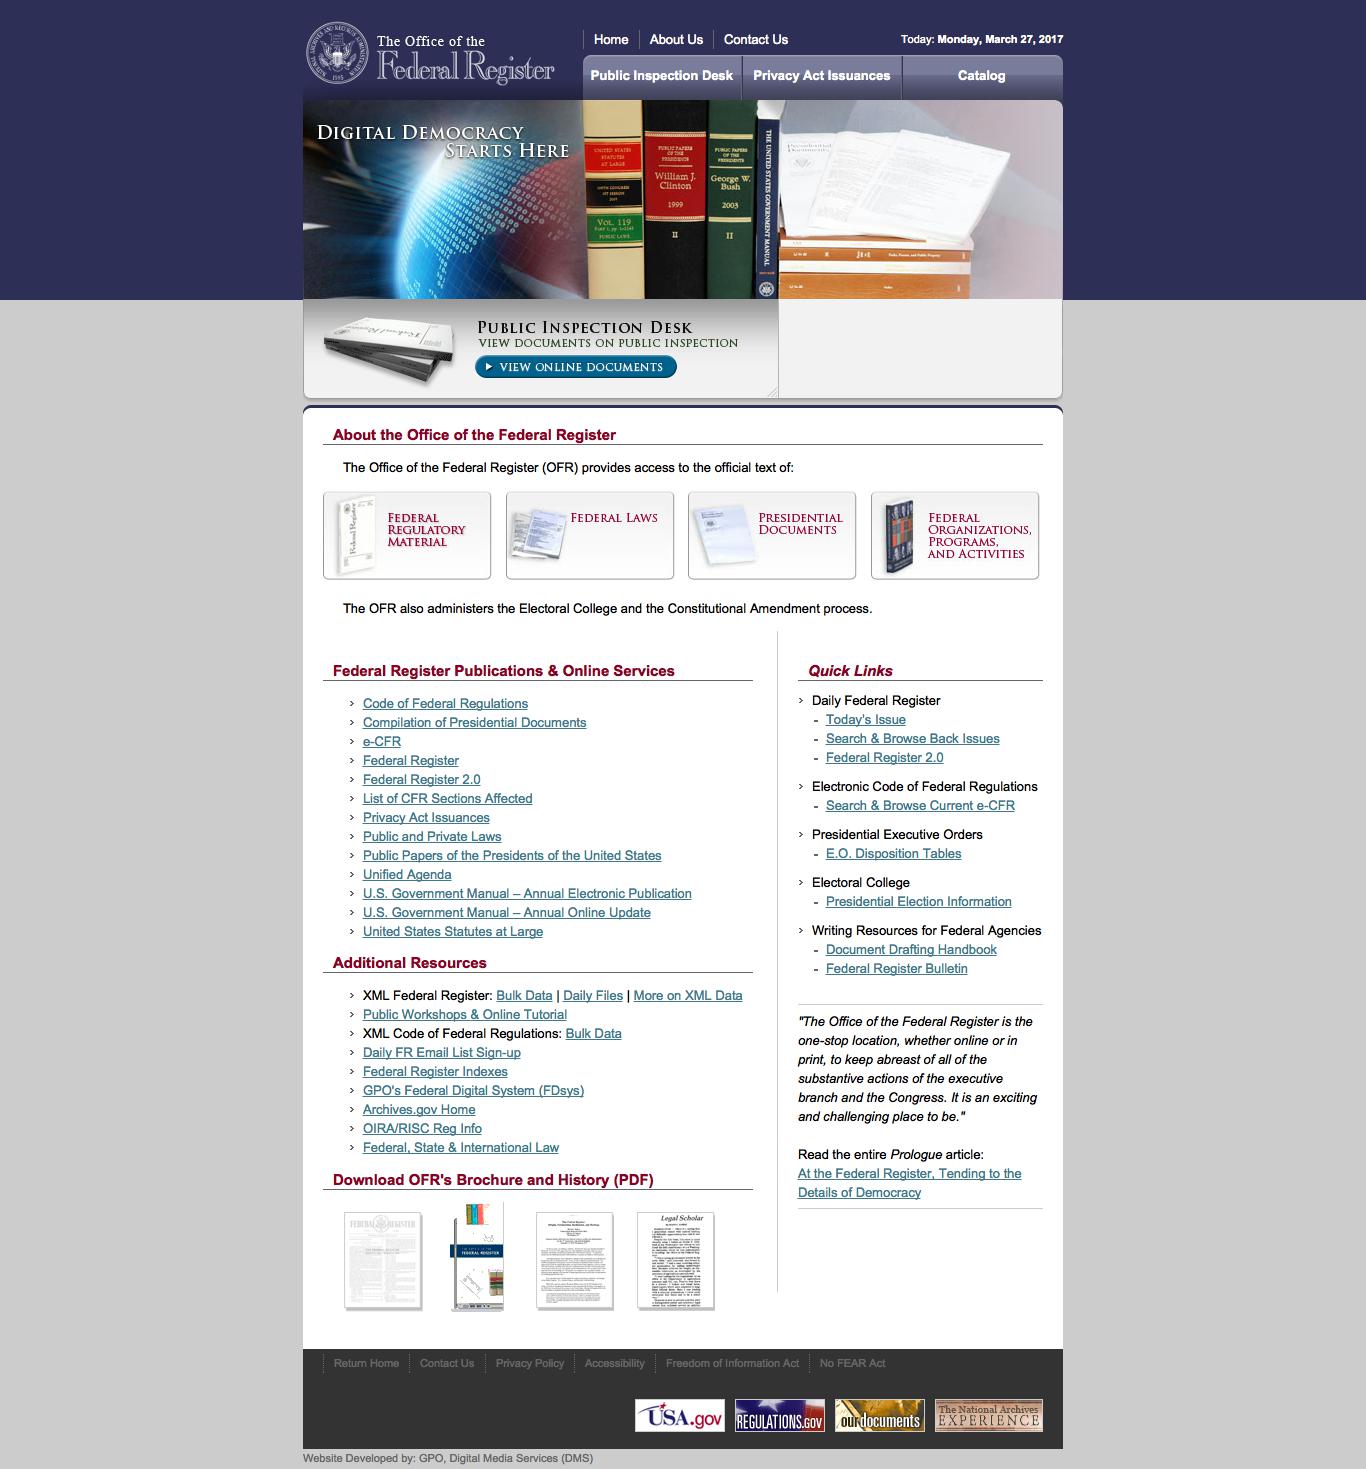 The Office of the
Federal Register
Home
About Us
Contact Us
Today: Monday, March 27, 2017
Public Inspection Desk
Privacy Act Issuances
Catalog
Digital Democracy
Starts Here
UNITED STATES
STATUTES
AT LARGE
VOL. 119
PUBLIC LAWS
PUBLIC PAPERS
OF THE
PRESIDENTS
William J.
Clinton
1999
II
PUBLIC PAPERS
OF THE
PRESIDENTS
George W.
Bush
2003
II
THE UNITED STATES GOVERNMENT MANUAL
Presidential
Documents
Federal Register
Public Inspection Desk
View Documents on Public Inspection
View Online Documents
About the Office of the Federal Register
The Office of the Federal Register (OFR) provides access to the official text of:
Federal Register
Federal
Regulatory
Material
Federal Laws
Presidential
Documents
Federal
Organizations,
Programs,
and Activities
The OFR also administers the Electoral College and the Constitutional Amendment process.
Federal Register Publications & Online Services
Code of Federal Regulations
Compilation of Presidential Documents
e-CFR
Federal Register
Federal Register 2.0
List of CFR Sections Affected
Privacy Act Issuances
Public and Private Laws
Public Papers of the Presidents of the United States
Unified Agenda
U.S. Government Manual – Annual Electronic Publication
U.S. Government Manual – Annual Online Update
United States Statutes at Large
Additional Resources
XML Federal Register: Bulk Data | Daily Files | More on XML Data
Public Workshops & Online Tutorial
XML Code of Federal Regulations: Bulk Data
Daily FR Email List Sign-up
Federal Register Indexes
GPO's Federal Digital System (FDsys)
Archives.gov Home
OIRA/RISC Reg Info
Federal, State & International Law
Download OFR's Brochure and History (PDF)
FEDERAL REGISTER
FEDERAL REGISTER
Legal Scholar
Quick Links
Daily Federal Register
- Today's Issue
- Search & Browse Back Issues
- Federal Register 2.0
Electronic Code of Federal Regulations
- Search & Browse Current e-CFR
Presidential Executive Orders
- E.O. Disposition Tables
Electoral College
- Presidential Election Information
Writing Resources for Federal Agencies
- Document Drafting Handbook
- Federal Register Bulletin
"The Office of the Federal Register is the
one-stop location, whether online or in
print, to keep abreast of all of the
substantive actions of the executive
branch and the Congress. It is an exciting
and challenging place to be."
Read the entire Prologue article:
At the Federal Register, Tending to the
Details of Democracy
Return Home
Contact Us
Privacy Policy
Accessibility
Freedom of Information Act
No FEAR Act
USA.gov
REGULATIONS.GOV
our documents
The National Archives
EXPERIENCE
Website Developed by: GPO, Digital Media Services (DMS)